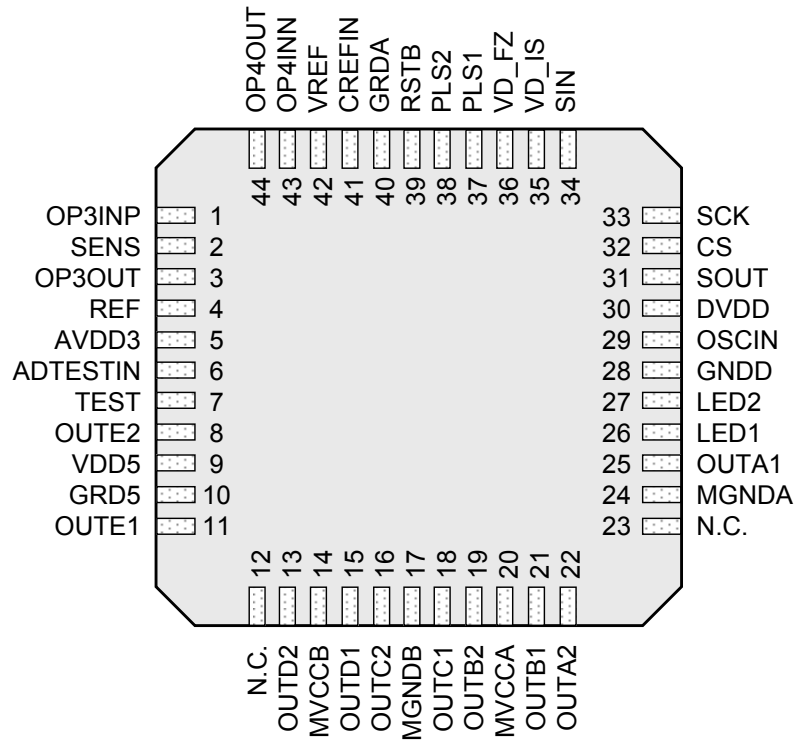 OP4OUT
OP4INN
VREF
CREFIN
GRDA
RSTB
PLS2
PLS1
VD_FZ
VD_IS
SIN
44
43
42
41
40
39
38
37
36
35
34
OP3INP 1
SENS 2
OP3OUT 3
REF 4
AVDD3 5
ADTESTIN 6
TEST 7
OUTE2 8
VDD5 9
GRD5 10
OUTE1 11
33 SCK
32 CS
31 SOUT
30 DVDD
29 OSCIN
28 GNDD
27 LED2
26 LED1
25 OUTA1
24 MGNDA
23 N.C.
12
13
14
15
16
17
18
19
20
21
22
N.C.
OUTD2
MVCCB
OUTD1
OUTC2
MGNDB
OUTC1
OUTB2
MVCCA
OUTB1
OUTA2